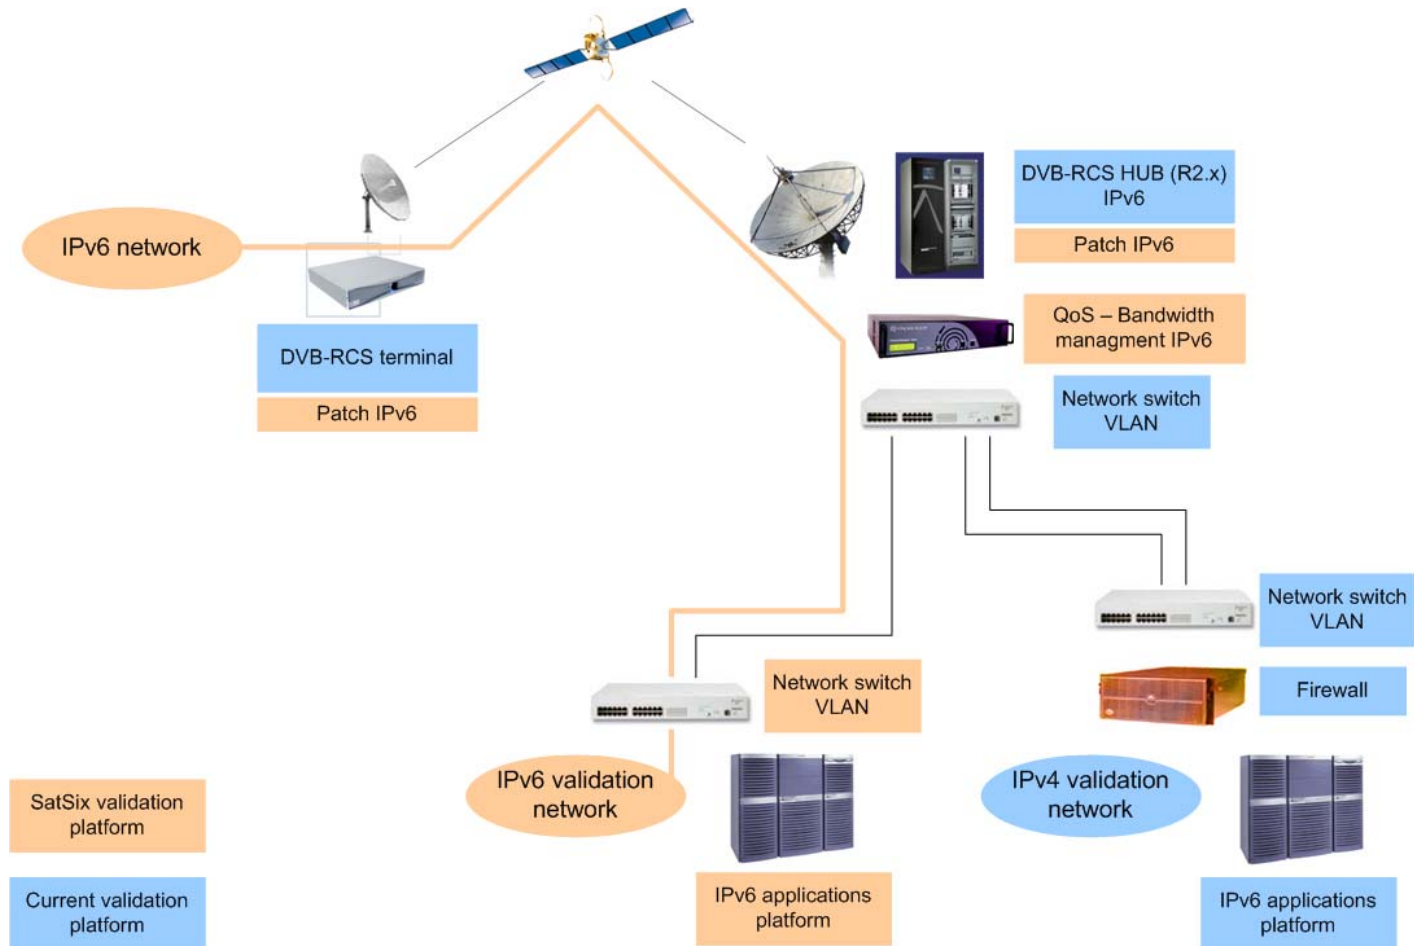 DVB-RCS HUB (R2.x)
IPv6
Patch IPv6
IPv6 network
QoS – Bandwidth
managment IPv6
DVB-RCS terminal
Patch IPv6
Network switch
VLAN
Network switch
VLAN
Network switch
VLAN
Firewall
IPv6 validation
network
IPv4 validation
network
SatSix validation
platform
IPv6 applications
platform
Current validation
platform
IPv6 applications
platform